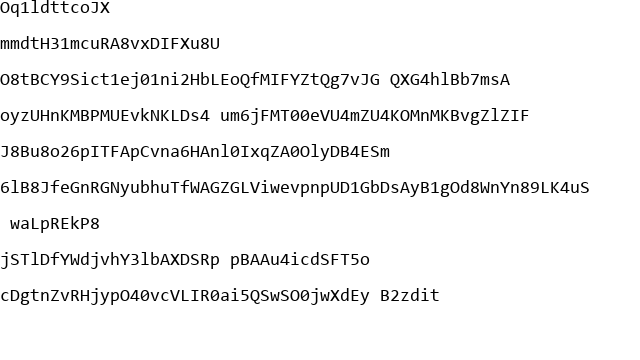 Oq1ldttcoJX
mmdtH31mcuRA8vxDIFXu8U
O8tBCY9Sict1ej01ni2HbLEoQfMIFYZtQg7vJG QXG4hlBb7msA
oyzUHnKMBPMUEvkNKLDs4 um6jFMT00eVU4mZU4KOMnMKBvgZlZIF
J8Bu8o26pITFApCvna6HAnl0IxqZA0OlyDB4ESm
6lB8JfeGnRGNyubhuTfWAGZGLViwevpnpUD1GbDsAyB1gOd8WnYn89LK4uS
waLpREkP8
jSTlDfYWdjvhY3lbAXDSRp pBAAu4icdSFT5o
cDgtnZvRHjypO40vcVLIR0ai5QSwSO0jwXdEy B2zdit